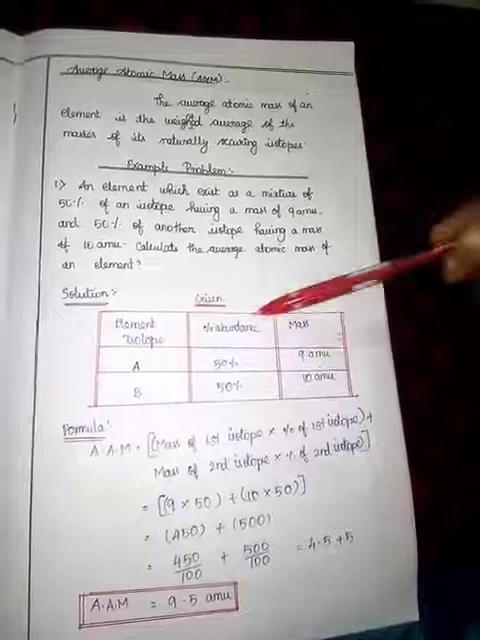 Average Atomic Mass (AAM):-
The average atomic mass of an
element is the weighted average of the
masses of its naturally occuring isotopes.
Example Problem:-
1) An element which exist as a mixture of
50% of an isotope having a mass of 9 amu.
and 50% of another isotope having a mass
of 10 amu. Calculate the average atomic mass of
an element?
Solution:- Given
Element Isotope % abundance Mass
A 50% 9 amu
B 50% 10 amu
Formula:-
A.A.M = [(Mass of 1st isotope × % of 1st isotope) +
Mass of 2nd isotope × % of 2nd isotope)]
= [(9 × 50) + (10 × 50)]
= (450) + (500)
= 450/100 + 500/100 = 4.5 + 5
A.A.M = 9.5 amu